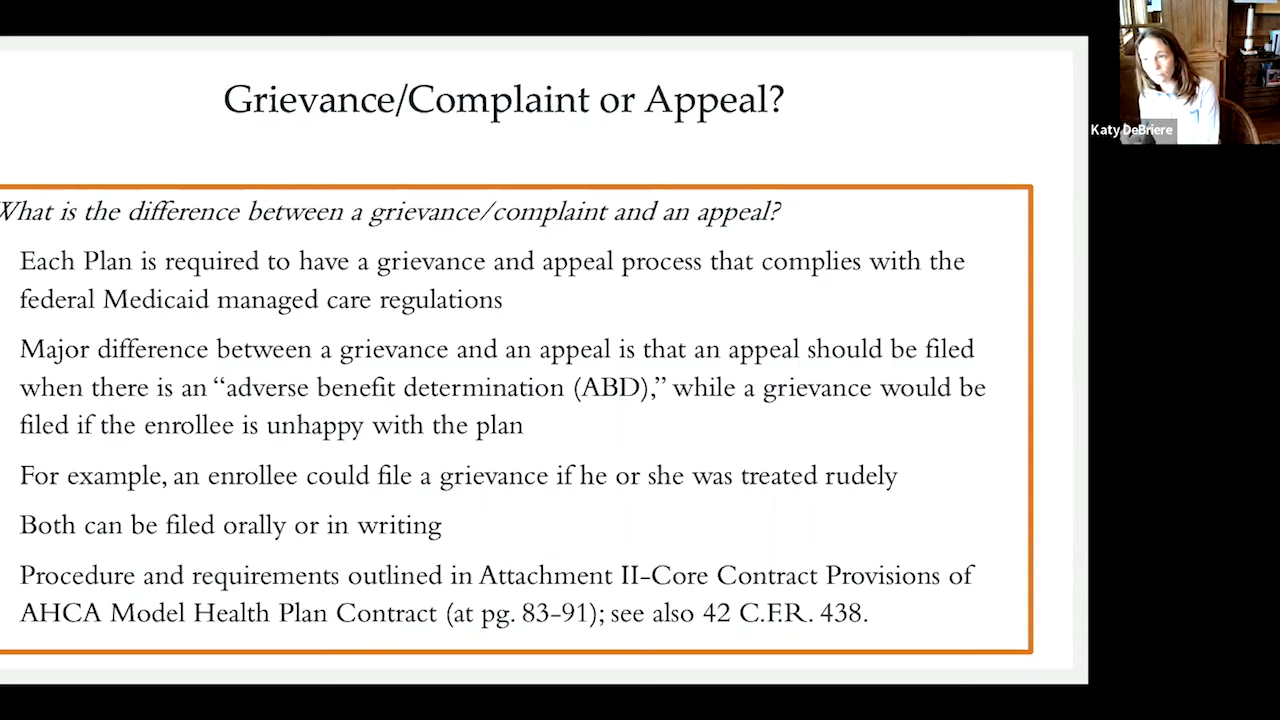 Grievance/Complaint or Appeal?
Katy DeBriere
What is the difference between a grievance/complaint and an appeal?
Each Plan is required to have a grievance and appeal process that complies with the
federal Medicaid managed care regulations
Major difference between a grievance and an appeal is that an appeal should be filed
when there is an “adverse benefit determination (ABD),” while a grievance would be
filed if the enrollee is unhappy with the plan
For example, an enrollee could file a grievance if he or she was treated rudely
Both can be filed orally or in writing
Procedure and requirements outlined in Attachment II-Core Contract Provisions of
AHCA Model Health Plan Contract (at pg. 83-91); see also 42 C.F.R. 438.